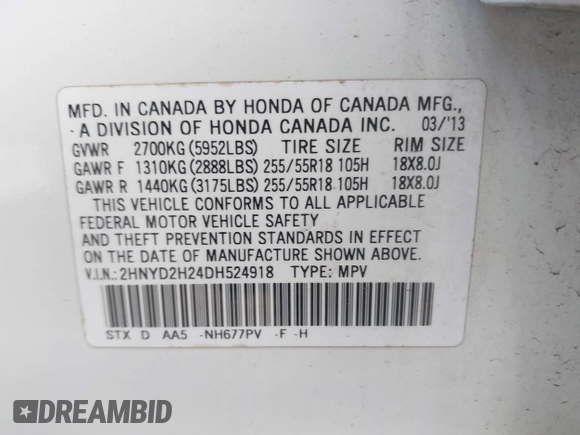 MFD. IN CANADA BY HONDA OF CANADA MFG.,
A DIVISION OF HONDA CANADA INC. 03/'13
GVWR 2700KG(5952LBS) TIRE SIZE RIM SIZE
GAWR F 1310KG(2888LBS) 255/55R18 105H 18X8.0J
GAWR R 1440KG(3175LBS) 255/55R18 105H 18X8.0J
THIS VEHICLE CONFORMS TO ALL APPLICABLE
FEDERAL MOTOR VEHICLE SAFETY
AND THEFT PREVENTION STANDARDS IN EFFECT
ON THE DATE OF MANUFACTURE SHOWN ABOVE.
V.I.N.:2HNYD2H24DH524918 TYPE: MPV
STX D AA5 -NH677PV -F -H
DREAMBID